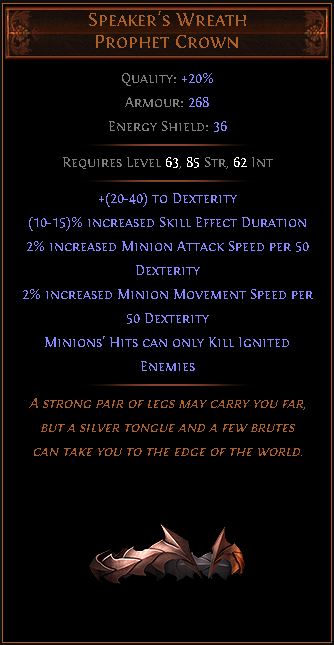 Speaker's Wreath
Prophet Crown
Quality: +20%
Armour: 268
Energy Shield: 36
Requires Level 63, 85 Str, 62 Int
+(20-40) to Dexterity
(10-15)% increased Skill Effect Duration
2% increased Minion Attack Speed per 50
Dexterity
2% increased Minion Movement Speed per
50 Dexterity
Minions' Hits can only Kill Ignited
Enemies
A strong pair of legs may carry you far,
but a silver tongue and a few brutes
can take you to the edge of the world.